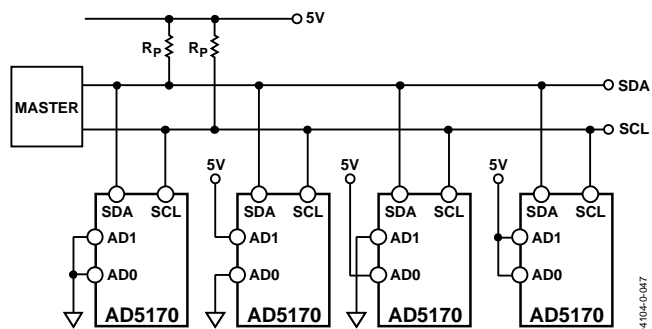 5V
RP RP
SDA
MASTER
SCL
5V 5V 5V
SDA SCL SDA SCL SDA SCL SDA SCL
AD1 AD1 AD1 AD1
AD0 AD0 AD0 AD0
AD5170 AD5170 AD5170 AD5170
4104-0-047